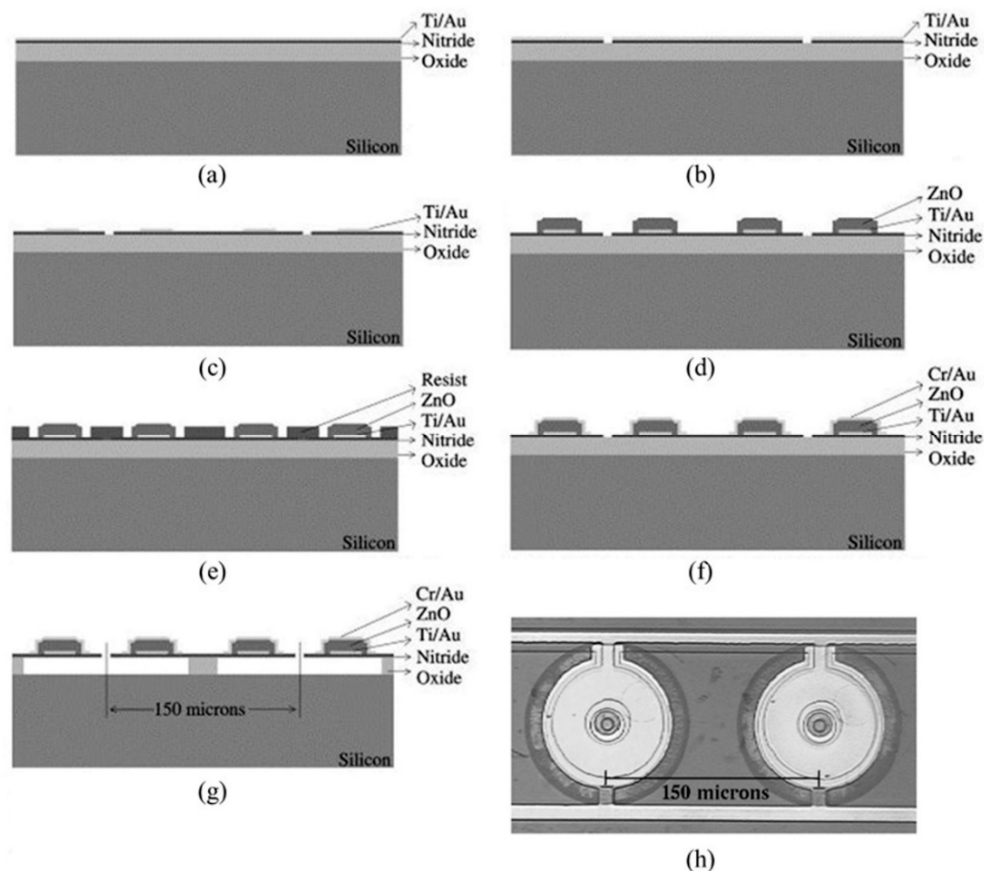 Ti/Au
Nitride
Oxide
Silicon
(a)
Ti/Au
Nitride
Oxide
Silicon
(b)
Ti/Au
Nitride
Oxide
Silicon
(c)
ZnO
Ti/Au
Nitride
Oxide
Silicon
(d)
Resist
ZnO
Ti/Au
Nitride
Oxide
Silicon
(e)
Cr/Au
ZnO
Ti/Au
Nitride
Oxide
Silicon
(f)
Cr/Au
ZnO
Ti/Au
Nitride
Oxide
150 microns
Silicon
(g)
150 microns
(h)